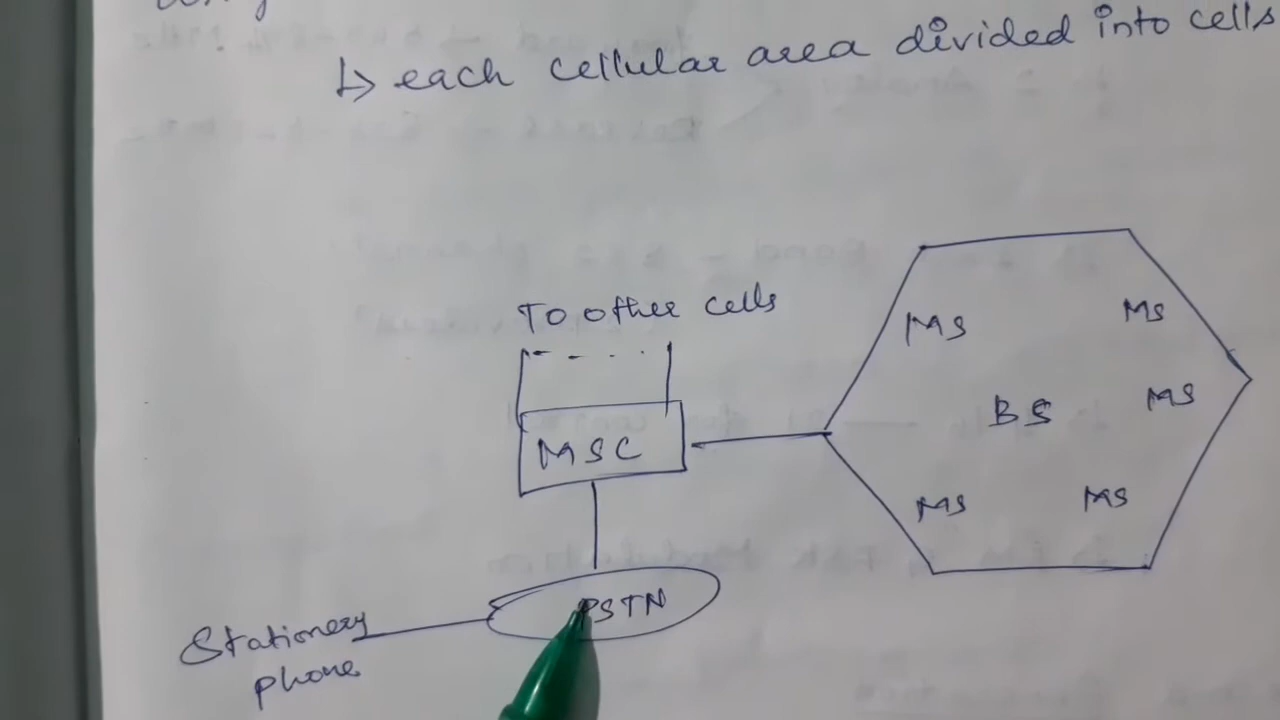 ↳ each cellular area divided into cells
To other cells
MS MS
BS MS
MSC
MS MS
PSTN
Stationery
phone